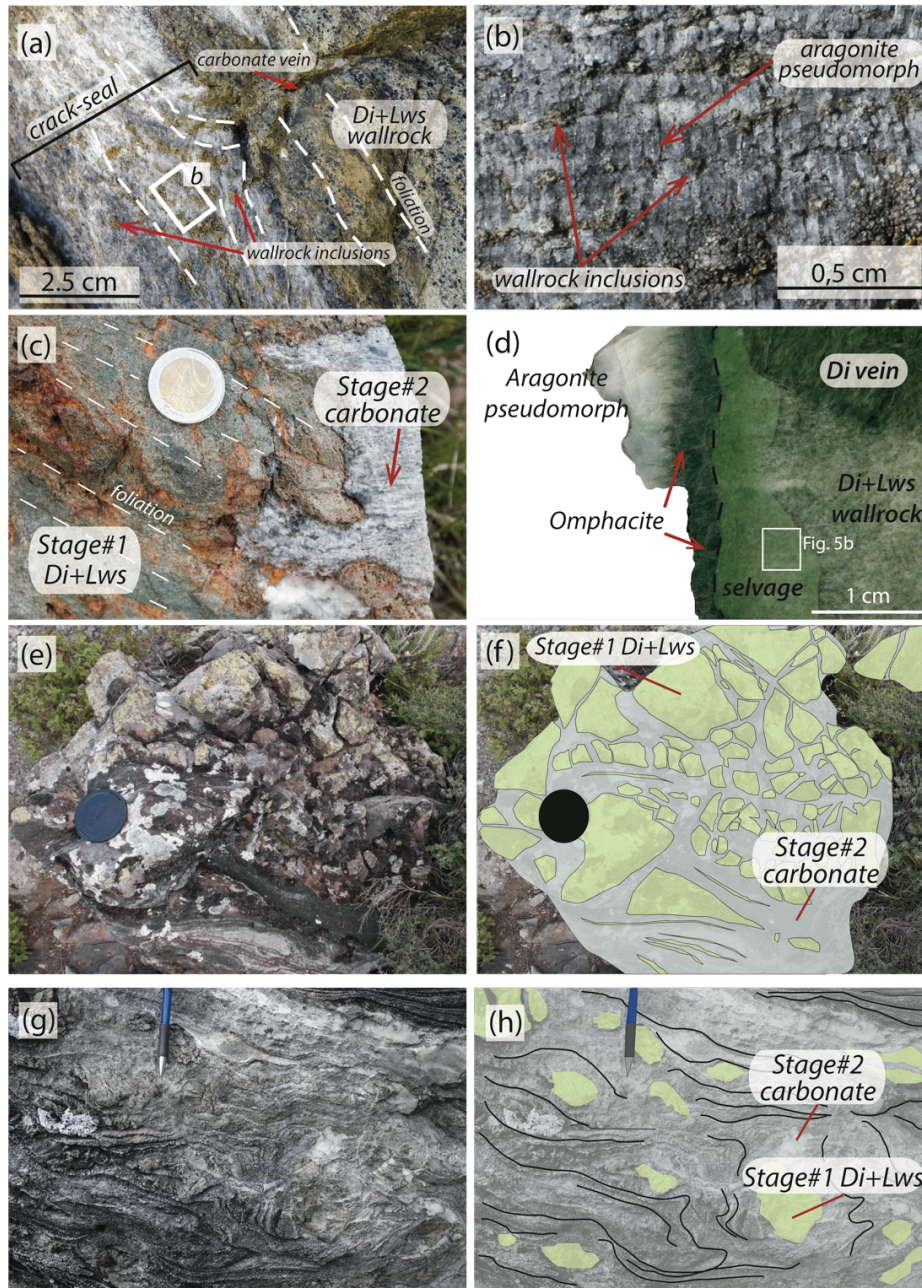 (a)
carbonate vein
crack-seal
Di+Lws
wallrock
b
foliation
wallrock inclusions
2.5 cm
(b)
aragonite
pseudomorph
wallrock inclusions
0,5 cm
(c)
Stage#2
carbonate
foliation
Stage#1
Di+Lws
(d)
Aragonite
pseudomorph
Di vein
Di+Lws
wallrock
Omphacite
Fig. 5b
selvage
1 cm
(e)
(f)
Stage#1 Di+Lws
Stage#2
carbonate
(g)
(h)
Stage#2
carbonate
Stage#1 Di+Lws